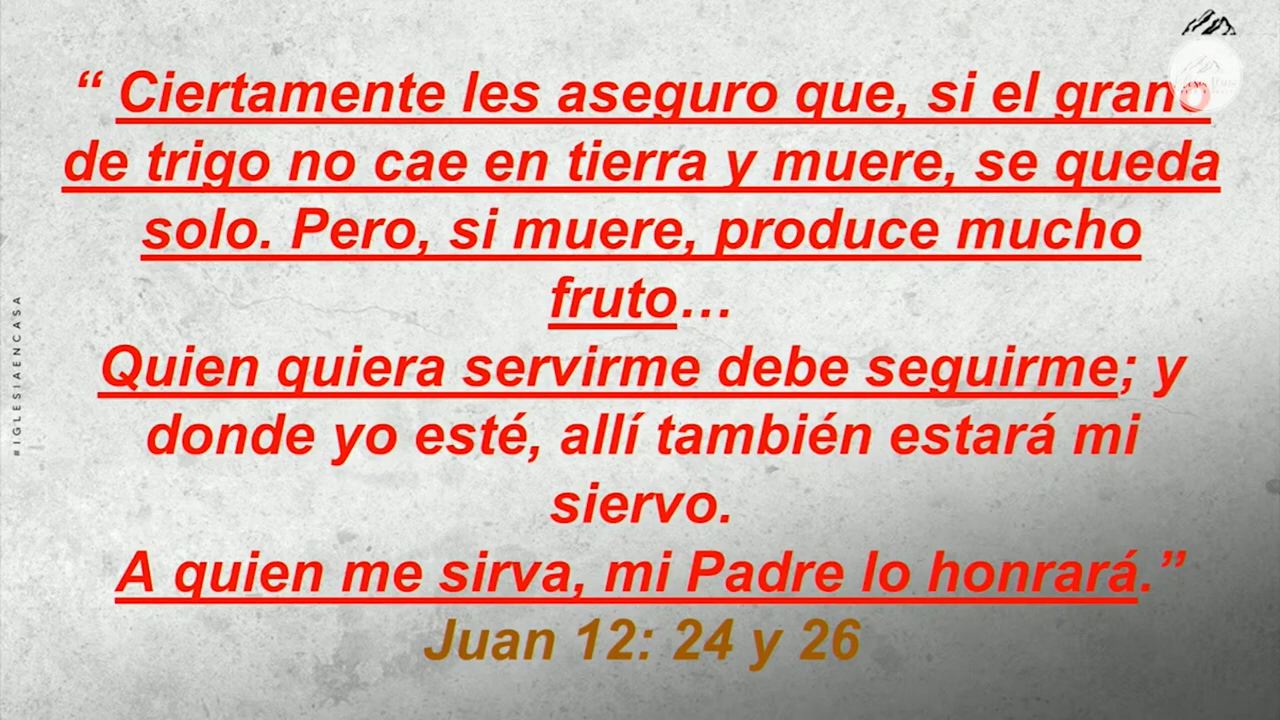 “ Ciertamente les aseguro que, si el grano
de trigo no cae en tierra y muere, se queda
solo. Pero, si muere, produce mucho
fruto…
Quien quiera servirme debe seguirme; y
donde yo esté, allí también estará mi
siervo.
A quien me sirva, mi Padre lo honrará.”
Juan 12: 24 y 26
#IGLESIAENCASA